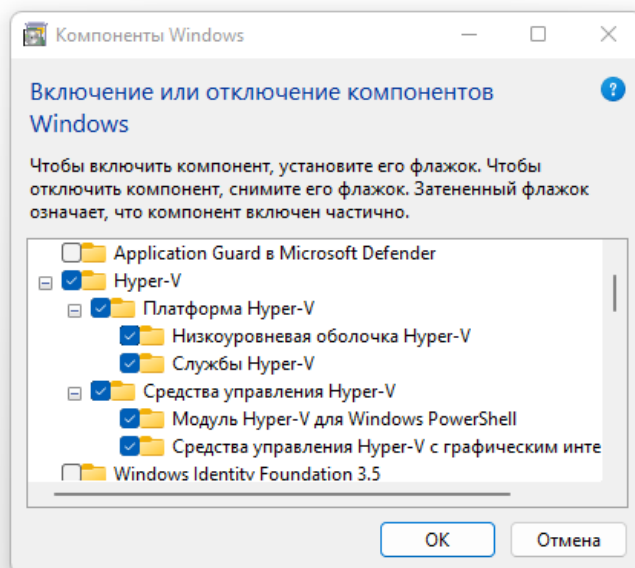 Компоненты Windows
Включение или отключение компонентов
Windows
?
Чтобы включить компонент, установите его флажок. Чтобы
отключить компонент, снимите его флажок. Затененный флажок
означает, что компонент включен частично.
Application Guard в Microsoft Defender
Hyper-V
Платформа Hyper-V
Низкоуровневая оболочка Hyper-V
Службы Hyper-V
Средства управления Hyper-V
Модуль Hyper-V для Windows PowerShell
Средства управления Hyper-V с графическим инте
Windows Identity Foundation 3.5
ОК
Отмена